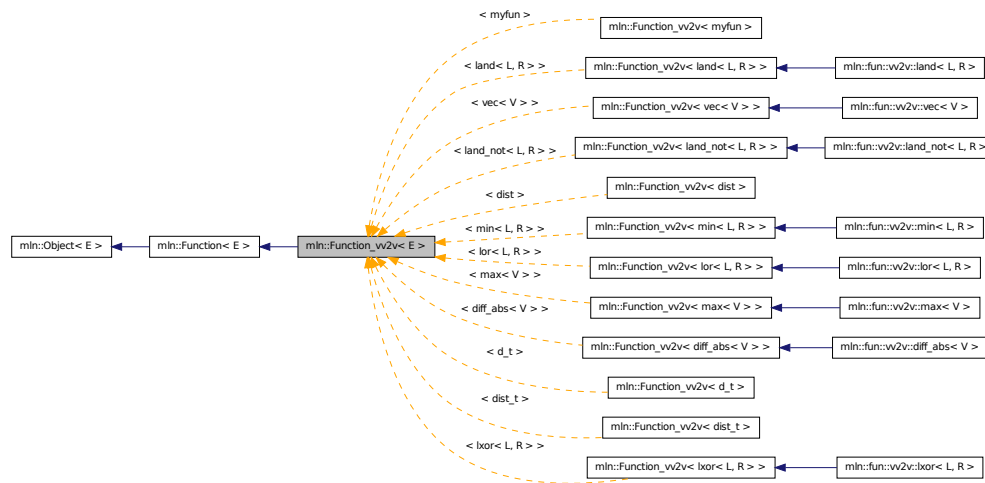 < myfun >
mln::Function_vv2v< myfun >
< land< L, R > >
mln::Function_vv2v< land< L, R > >
mln::fun::vv2v::land< L, R >
< vec< V > >
mln::Function_vv2v< vec< V > >
mln::fun::vv2v::vec< V >
< land_not< L, R > >
mln::Function_vv2v< land_not< L, R > >
mln::fun::vv2v::land_not< L, R >
< dist >
mln::Function_vv2v< dist >
< min< L, R > >
mln::Function_vv2v< min< L, R > >
mln::fun::vv2v::min< L, R >
mln::Object< E >
mln::Function< E >
mln::Function_vv2v< E >
< lor< L, R > >
mln::Function_vv2v< lor< L, R > >
mln::fun::vv2v::lor< L, R >
< max< V > >
mln::Function_vv2v< max< V > >
mln::fun::vv2v::max< V >
< diff_abs< V > >
mln::Function_vv2v< diff_abs< V > >
mln::fun::vv2v::diff_abs< V >
< d_t >
mln::Function_vv2v< d_t >
< dist_t >
mln::Function_vv2v< dist_t >
< lxor< L, R > >
mln::Function_vv2v< lxor< L, R > >
mln::fun::vv2v::lxor< L, R >